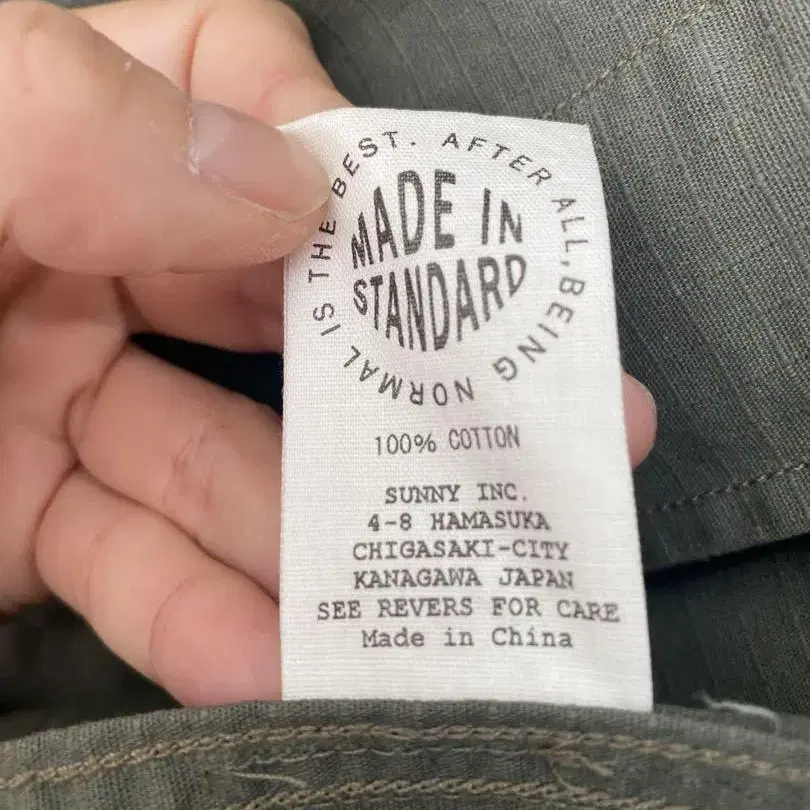 AFTER ALL, BEING NORMAL IS THE BEST.
MADE IN
STANDARD
100% COTTON
SUNNY INC.
4-8 HAMASUKA
CHIGASAKI-CITY
KANAGAWA JAPAN
SEE REVERS FOR CARE
Made in China